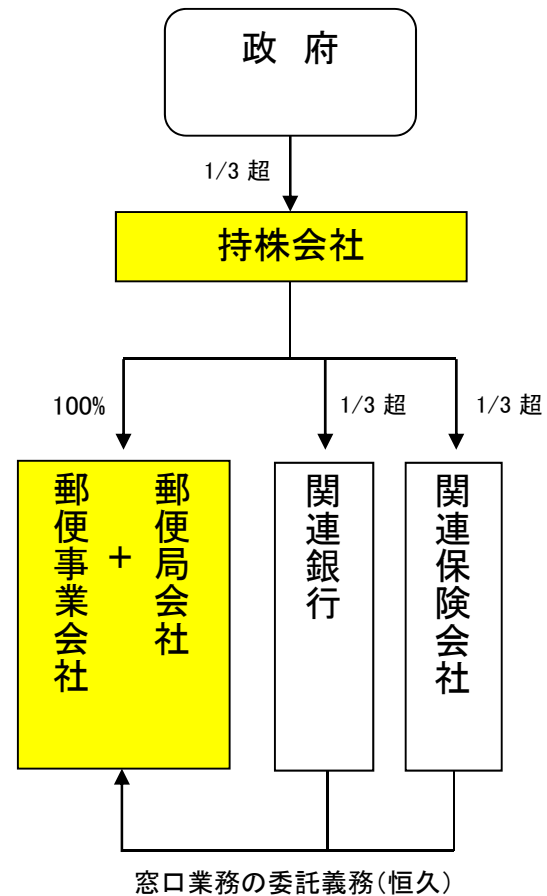 政 府
1/3 超
持株会社
100%
1/3 超
1/3 超
郵便局会社
+
郵便事業会社
関連銀行
関連保険会社
窓口業務の委託義務(恒久)